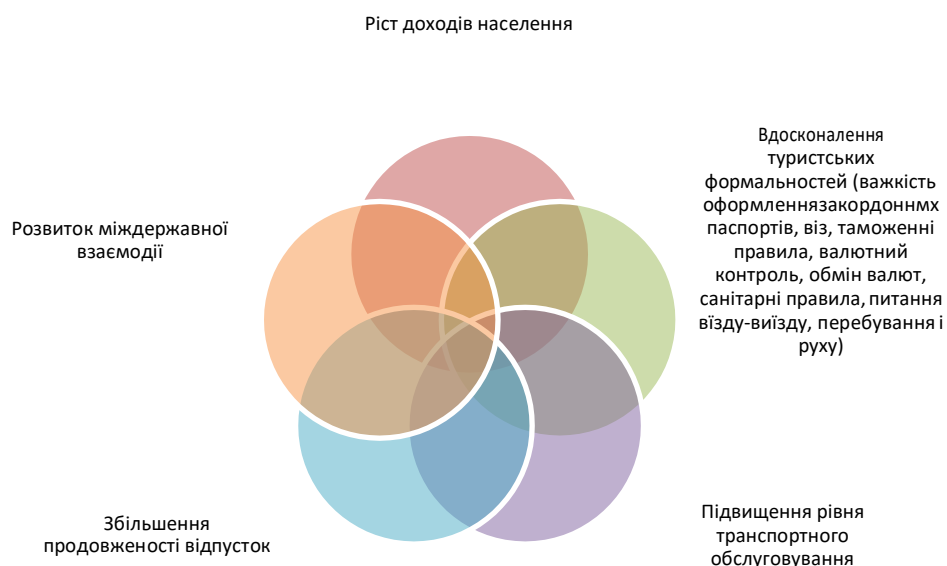 Ріст доходів населення
Вдосконалення
туристських
формальностей (важкість
оформленнязакордоннмх
паспортів, віз, таможенні
правила, валютний
контроль, обмін валют,
санітарні правила, питання
вїзду-виїзду, перебування і
руху)
Підвищення рівня
транспортного
обслуговування
Збільшення
продовженості відпусток
Розвиток міждержавної
взаємодії